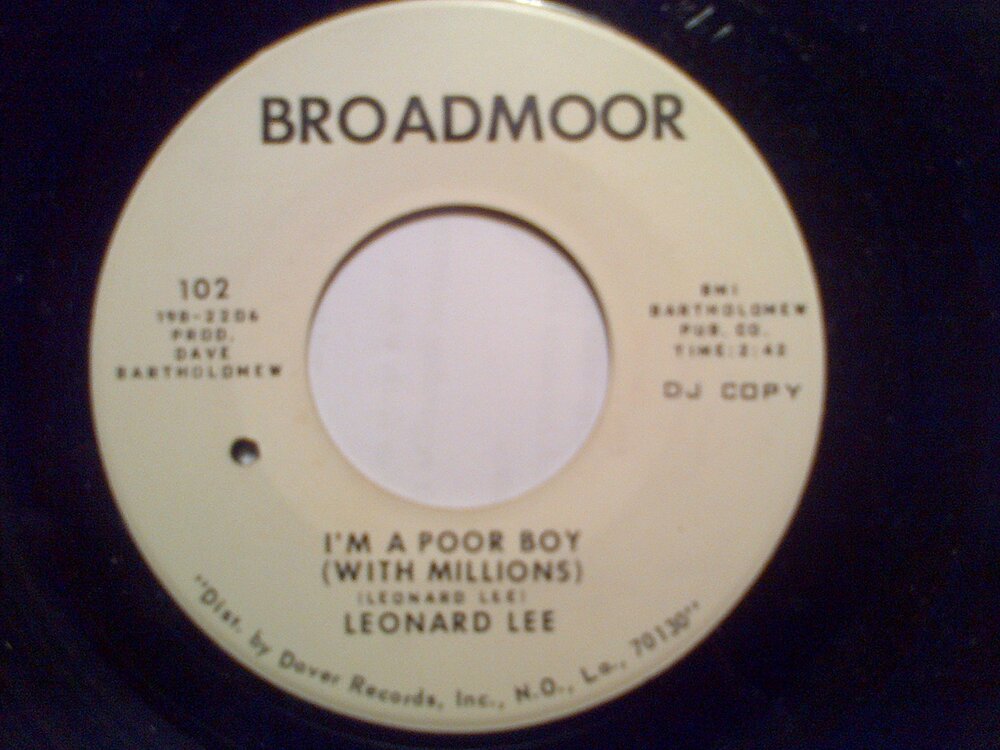 BROADMOOR
102
198-2206
PROD.
DAVE
BARTHOLOMEW
BMI
BARTHOLOMEW
PUB. CO.
TIME:2:42
DJ COPY
I'M A POOR BOY
(WITH MILLIONS)
(LEONARD LEE)
LEONARD LEE
"Dist. by Dover Records, Inc., N.O., La., 70130"